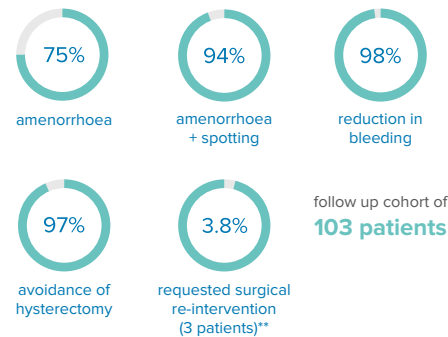 75%
amenorrhoea
94%
amenorrhoea
+ spotting
98%
reduction in
bleeding
97%
avoidance of
hysterectomy
3.8%
requested surgical
re-intervention
(3 patients)**
follow up cohort of
103 patients